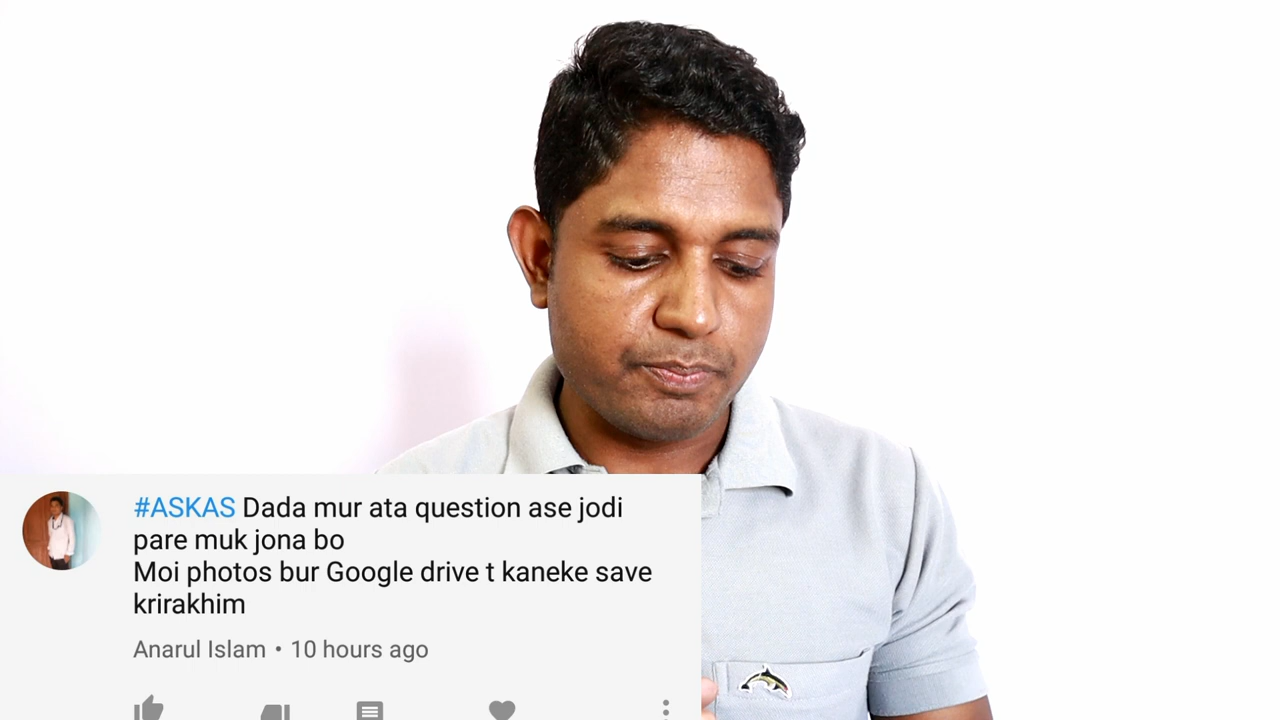 #ASKAS Dada mur ata question ase jodi
pare muk jona bo
Moi photos bur Google drive t kaneke save
krirakhim
Anarul Islam • 10 hours ago